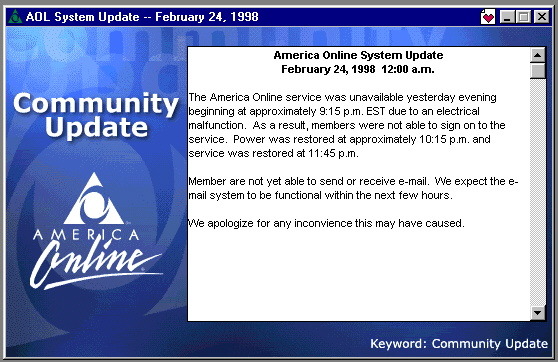 AOL System Update -- February 24, 1998
America Online System Update
February 24, 1998 12:00 a.m.
Community
Update
The America Online service was unavailable yesterday evening
beginning at approximately 9:15 p.m. EST due to an electrical
malfunction. As a result, members were not able to sign on to the
service. Power was restored at approximately 10:15 p.m. and
service was restored at 11:45 p.m.
Member are not yet able to send or receive e-mail. We expect the e-
mail system to be functional within the next few hours.
We apologize for any inconvience this may have caused.
AMERICA
Online
Keyword: Community Update